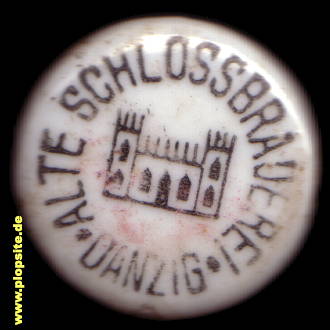 ALTE SCHLOSSBRÄUEREI
* DANZIG *
www.plopsite.de